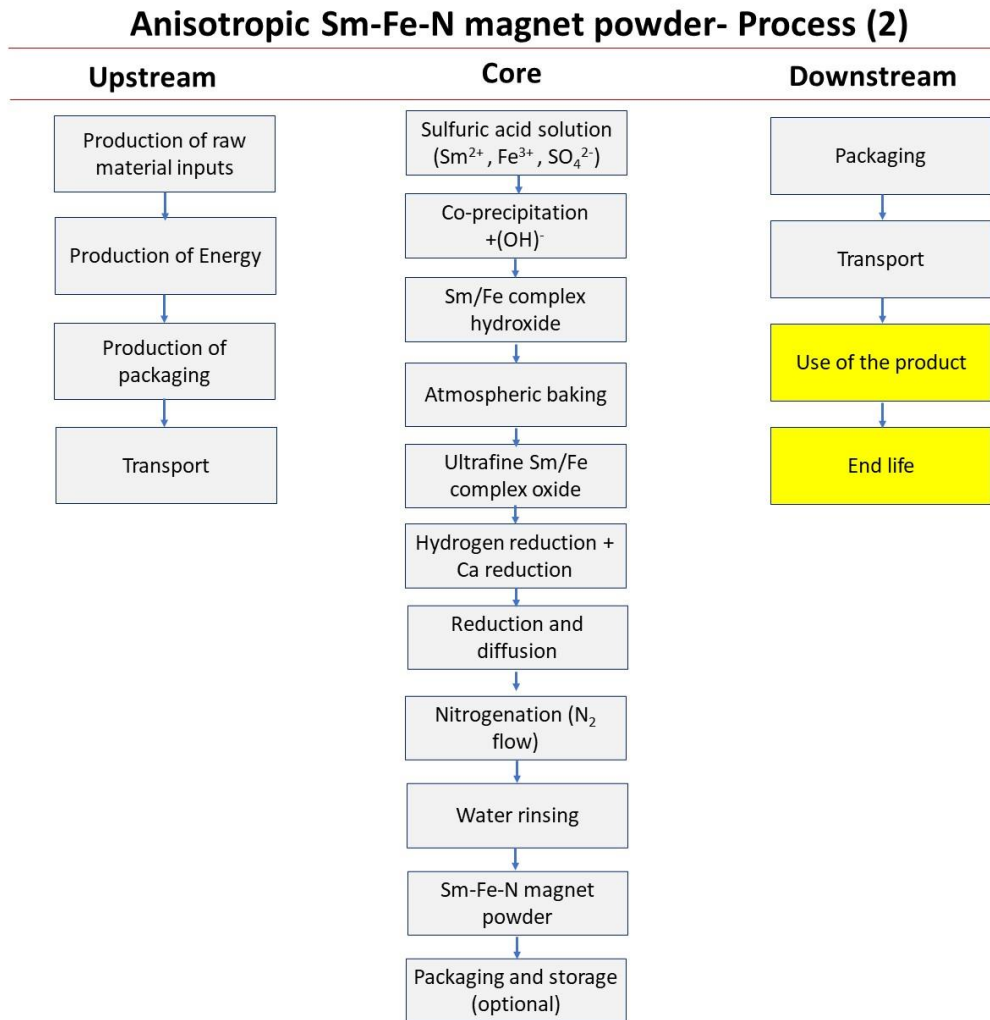 Anisotropic Sm-Fe-N magnet powder- Process (2)
Upstream
Core
Downstream
Production of raw
material inputs
Production of Energy
Production of
packaging
Transport
Sulfuric acid solution
(Sm²⁺ , Fe³⁺ , SO₄²⁻)
Co-precipitation
+(OH)⁻
Sm/Fe complex
hydroxide
Atmospheric baking
Ultrafine Sm/Fe
complex oxide
Hydrogen reduction +
Ca reduction
Reduction and
diffusion
Nitrogenation (N₂
flow)
Water rinsing
Sm-Fe-N magnet
powder
Packaging and storage
(optional)
Packaging
Transport
Use of the product
End life